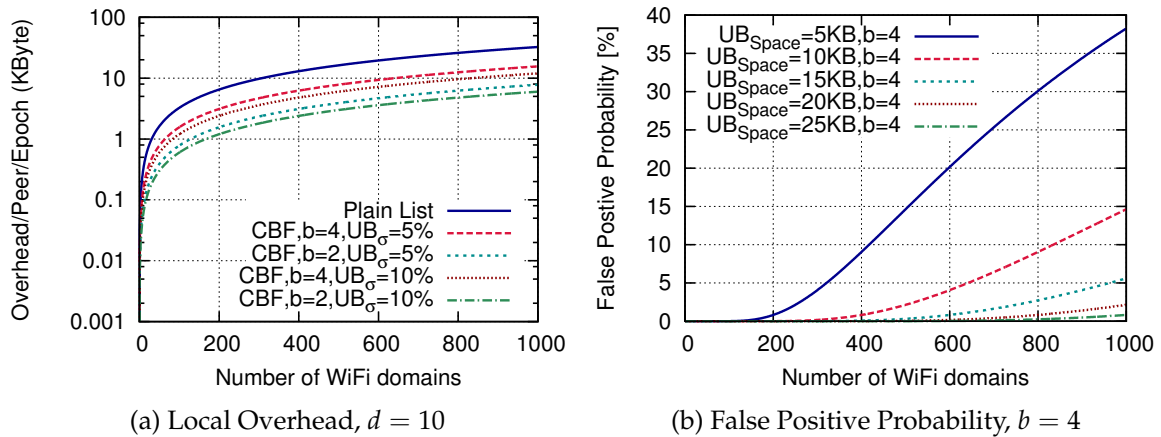 Overhead/Peer/Epoch (KByte)
100
10
1
0.1
0.01
0.001
0 200 400 600 800 1000
Number of WiFi domains
Plain List
CBF,b=4,UBσ=5%
CBF,b=2,UBσ=5%
CBF,b=4,UBσ=10%
CBF,b=2,UBσ=10%
(a) Local Overhead, d = 10
False Postive Probability [%]
40
35
30
25
20
15
10
5
0
0 200 400 600 800 1000
Number of WiFi domains
UBSpace=5KB,b=4
UBSpace=10KB,b=4
UBSpace=15KB,b=4
UBSpace=20KB,b=4
UBSpace=25KB,b=4
(b) False Positive Probability, b = 4